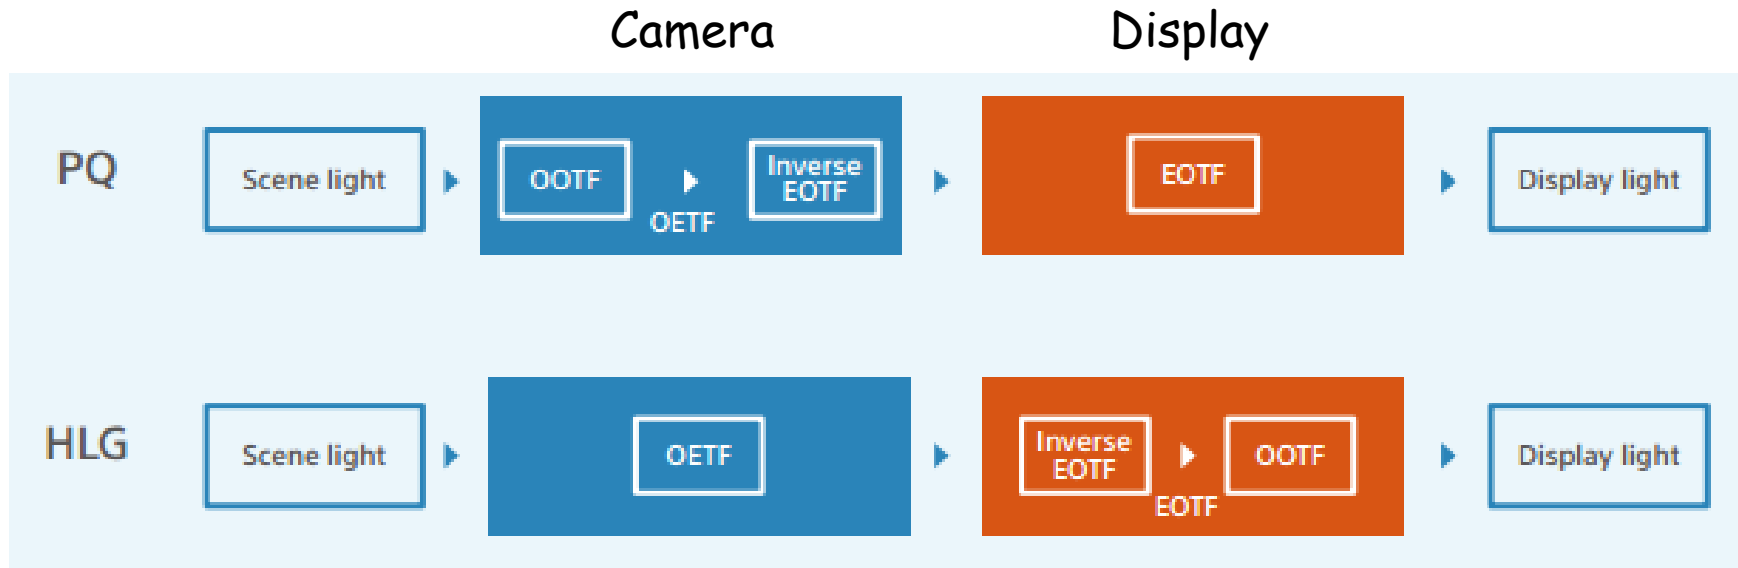 Camera
Display
PQ
Scene light
OOTF
Inverse
EOTF
OETF
EOTF
Display light
HLG
Scene light
OETF
Inverse
EOTF
OOTF
EOTF
Display light